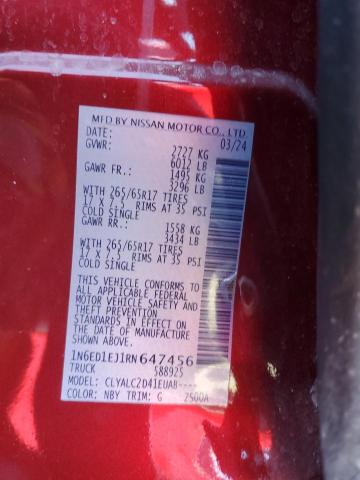 MFD BY NISSAN MOTOR CO., LTD.
DATE: 03/24
GVWR: 2727 KG
6012 LB
GAWR FR.: 1495 KG
3296 LB
WITH 265/65R17 TIRES
17 X 7.5 RIMS AT 35 PSI
COLD SINGLE
GAWR RR.: 1558 KG
3434 LB
WITH 265/65R17 TIRES
17 X 7.5 RIMS AT 35 PSI
COLD SINGLE
THIS VEHICLE CONFORMS TO
ALL APPLICABLE FEDERAL
MOTOR VEHICLE SAFETY AND
THEFT PREVENTION
STANDARDS IN EFFECT ON
THE DATE OF MANUFACTURE
SHOWN ABOVE.
1N6ED1EJ1RN647456
TRUCK 588925
MODEL: CLYALC2D41EUAB----
COLOR: NBY TRIM: G 2500A